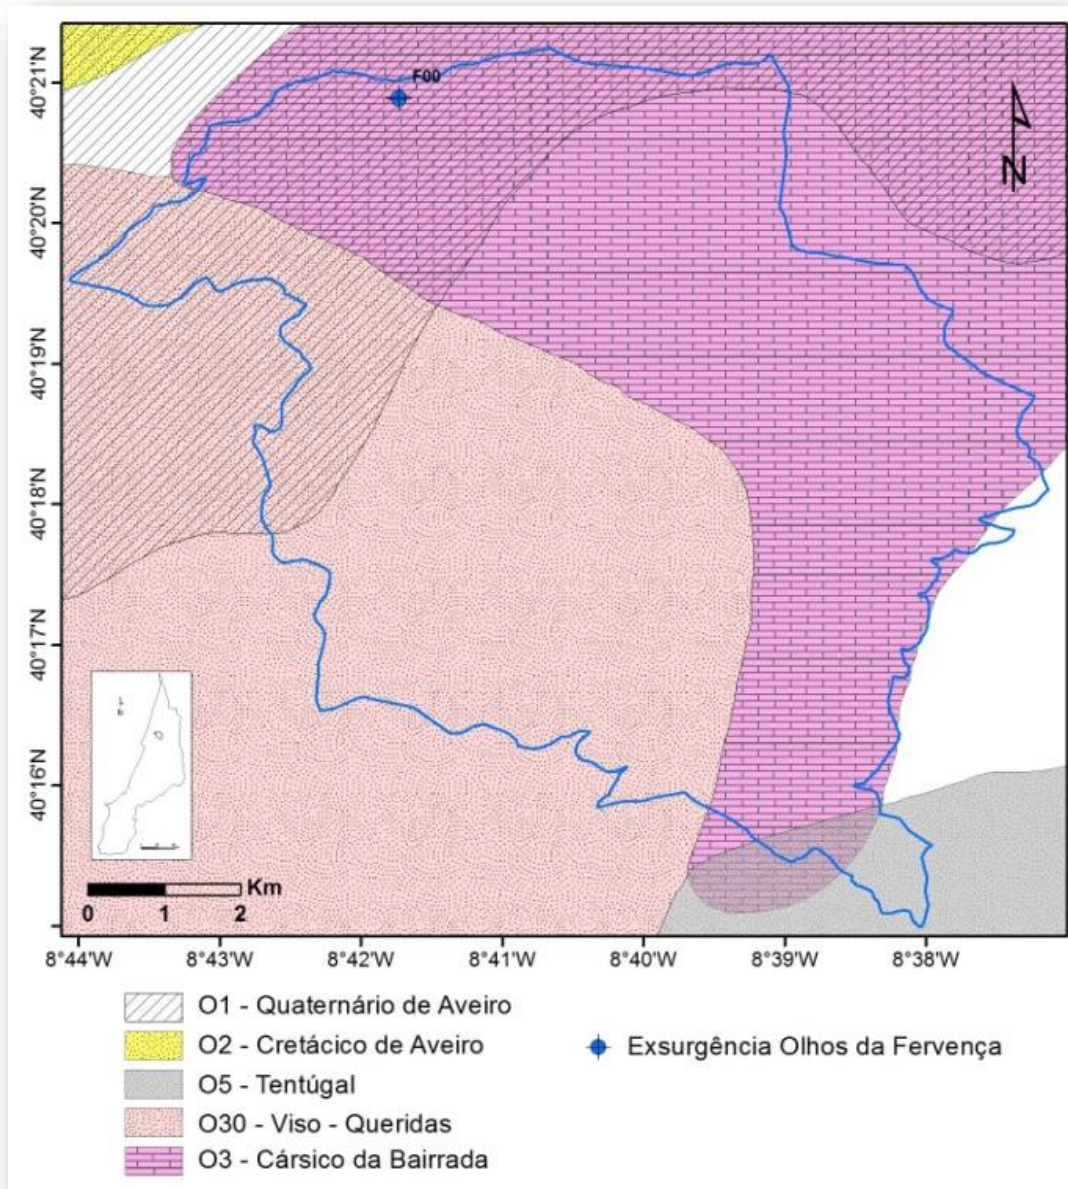 F00
N
40°21'N
40°20'N
40°19'N
40°18'N
40°17'N
40°16'N
Km
0 1 2
8°44'W 8°43'W 8°42'W 8°41'W 8°40'W 8°39'W 8°38'W
O1 - Quaternário de Aveiro
O2 - Cretácico de Aveiro
O5 - Tentúgal
O30 - Viso - Queridas
O3 - Cársico da Bairrada
Exsurgência Olhos da Fervença